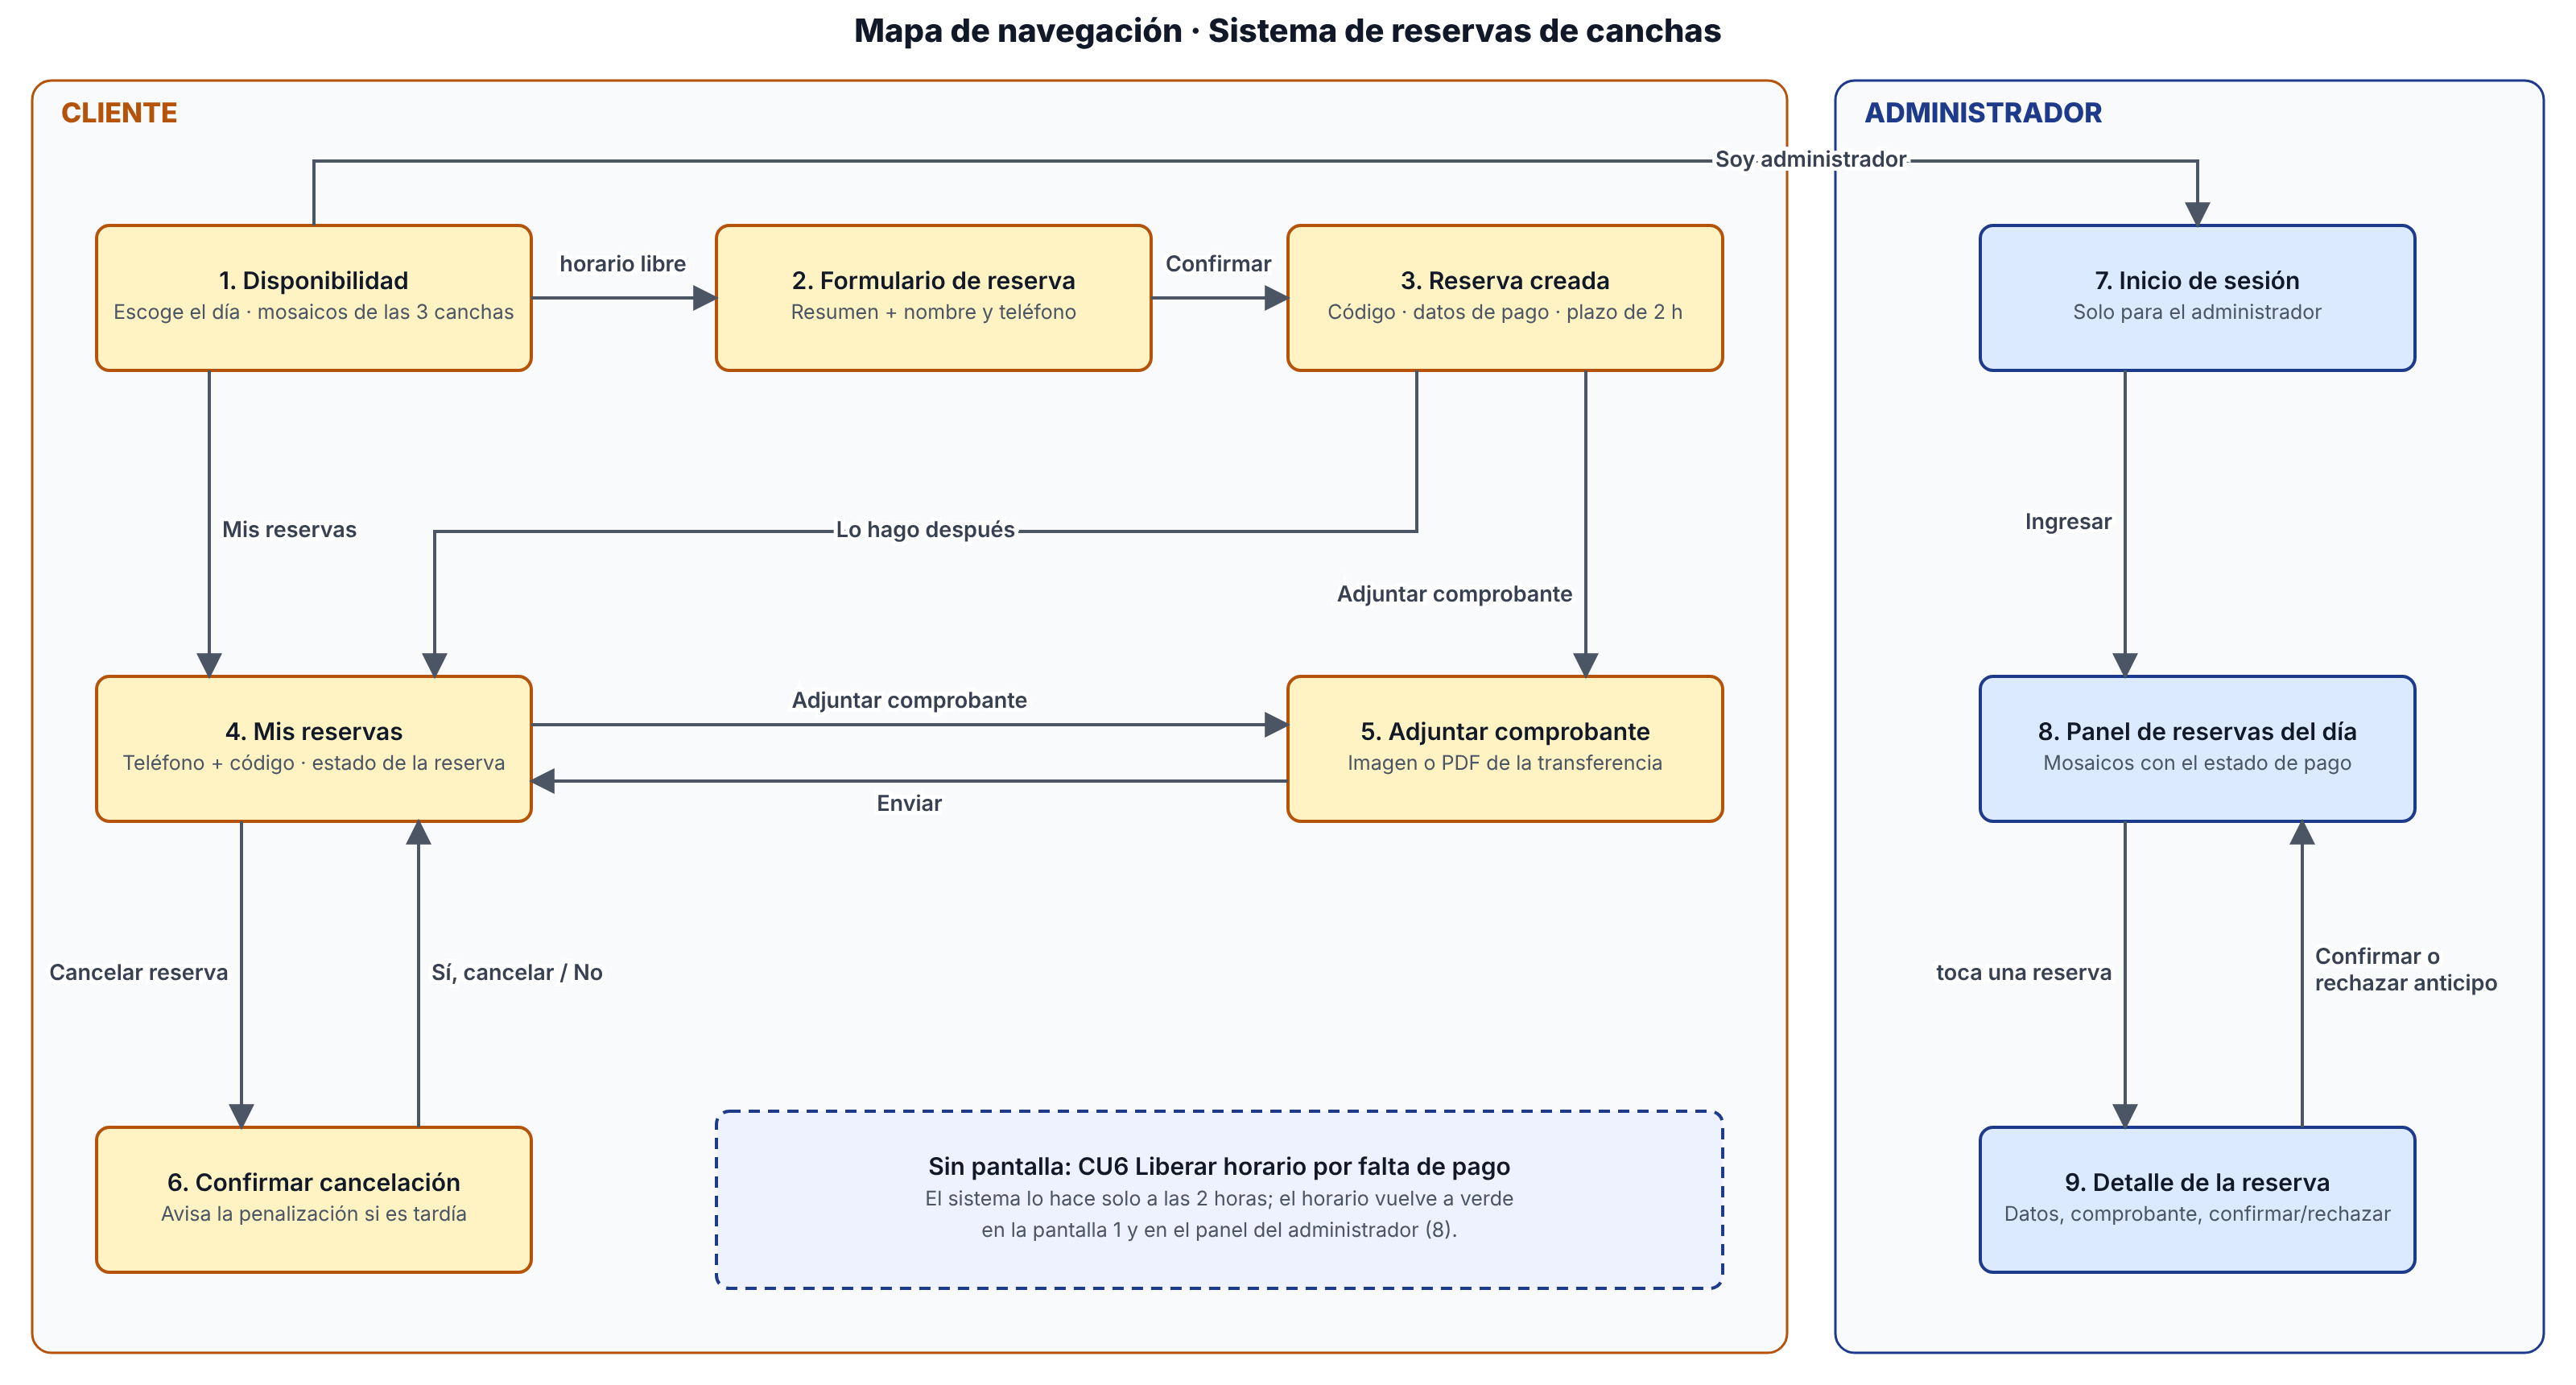 Mapa de navegación · Sistema de reservas de canchas
CLIENTE
ADMINISTRADOR
Soy administrador
1. Disponibilidad
Escoge el día · mosaicos de las 3 canchas
horario libre
2. Formulario de reserva
Resumen + nombre y teléfono
Confirmar
3. Reserva creada
Código · datos de pago · plazo de 2 h
7. Inicio de sesión
Solo para el administrador
Mis reservas
Lo hago después
Adjuntar comprobante
Ingresar
4. Mis reservas
Teléfono + código · estado de la reserva
Adjuntar comprobante
Enviar
5. Adjuntar comprobante
Imagen o PDF de la transferencia
8. Panel de reservas del día
Mosaicos con el estado de pago
Cancelar reserva
Sí, cancelar / No
toca una reserva
Confirmar o
rechazar anticipo
6. Confirmar cancelación
Avisa la penalización si es tardía
Sin pantalla: CU6 Liberar horario por falta de pago
El sistema lo hace solo a las 2 horas; el horario vuelve a verde
en la pantalla 1 y en el panel del administrador (8).
9. Detalle de la reserva
Datos, comprobante, confirmar/rechazar